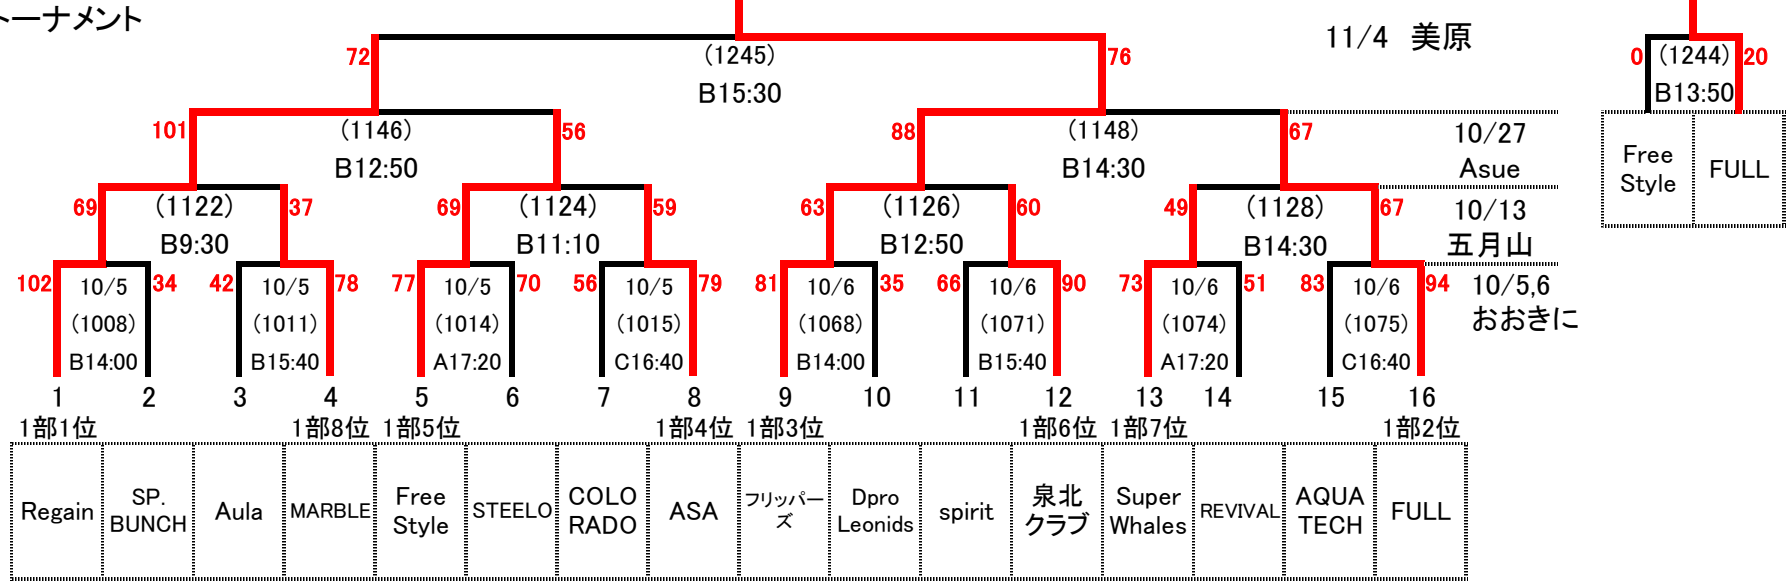 トーナメント
11/4 美原
72 (1245) 76
B15:30
0 (1244) 20
B13:50
Free Style
FULL
101 (1146) 56
B12:50
88 (1148) 67
B14:30
10/27
Asue
69 (1122) 37
B9:30
69 (1124) 59
B11:10
63 (1126) 60
B12:50
49 (1128) 67
B14:30
10/13
五月山
102 10/5 34
(1008)
B14:00
42 10/5 78
(1011)
B15:40
77 10/5 70
(1014)
A17:20
56 10/5 79
(1015)
C16:40
81 10/6 35
(1068)
B14:00
66 10/6 90
(1071)
B15:40
73 10/6 51
(1074)
A17:20
83 10/6 94
(1075)
C16:40
10/5,6
おおきに
1 2 3 4 5 6 7 8 9 10 11 12 13 14 15 16
1部1位 1部8位 1部5位 1部4位 1部3位 1部6位 1部7位 1部2位
Regain
SP.
BUNCH
Aula
MARBLE
Free
Style
STEELO
COLO
RADO
ASA
フリッパー
ズ
Dpro
Leonids
spirit
泉北
クラブ
Super
Whales
REVIVAL
AQUA
TECH
FULL